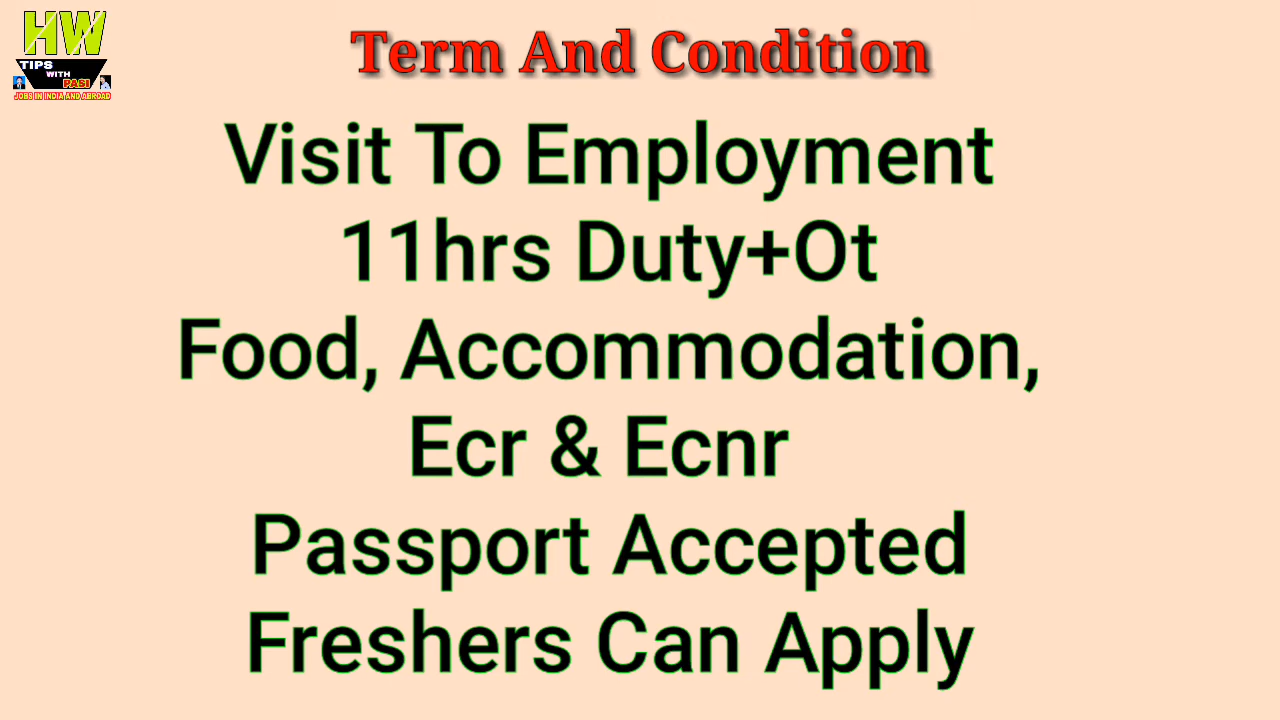 HW
TIPS
WITH
PASI
JOBS IN INDIA AND ABROAD
Term And Condition
Visit To Employment
11hrs Duty+Ot
Food, Accommodation,
Ecr & Ecnr
Passport Accepted
Freshers Can Apply